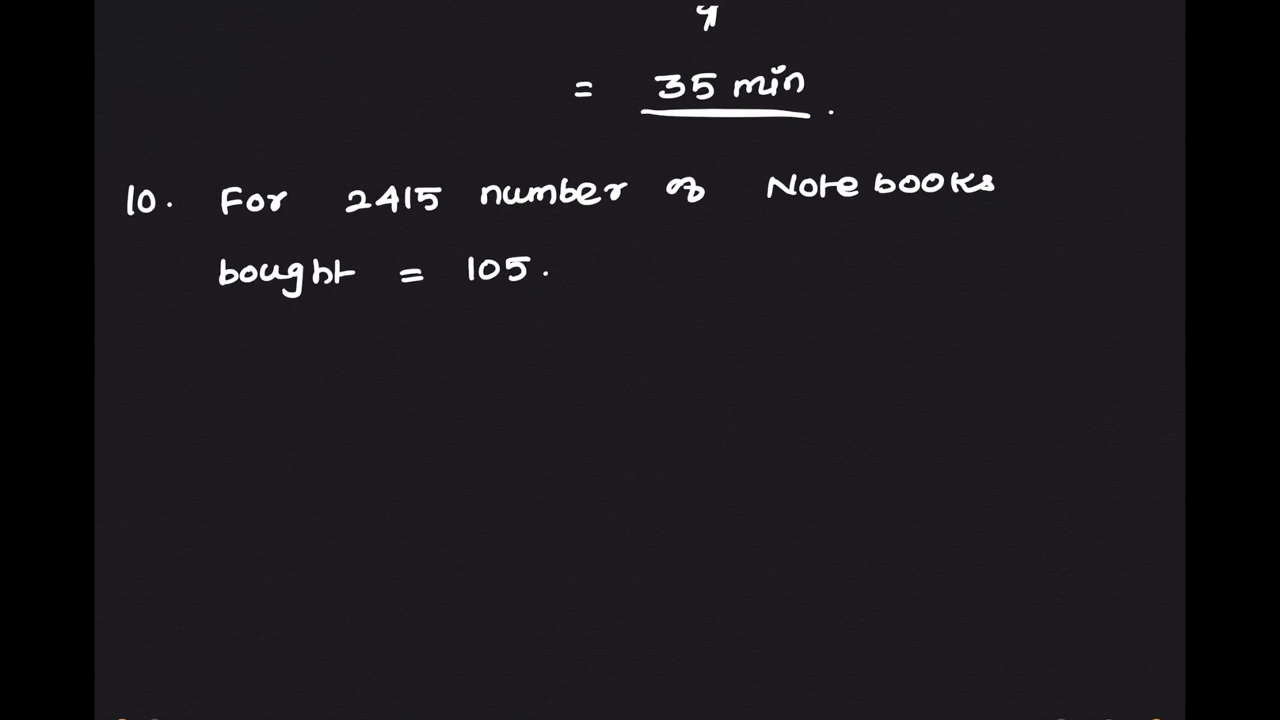 = 35 min .
10. For 2415 number of Notebooks
bought = 105.